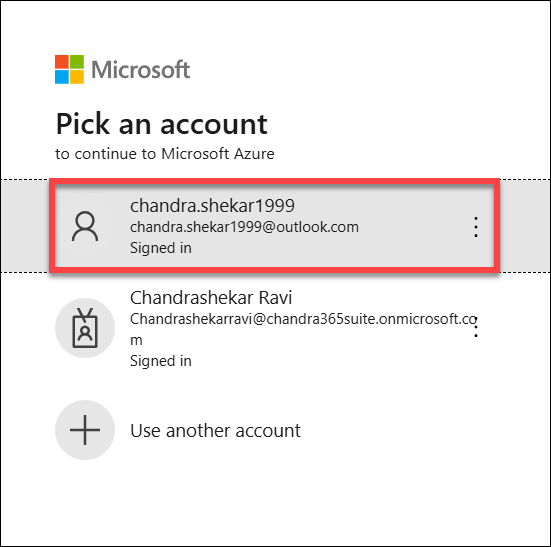 Microsoft
Pick an account
to continue to Microsoft Azure
chandra.shekar1999
chandra.shekar1999@outlook.com
Signed in
Chandrashekar Ravi
Chandrashekarravi@chandra365suite.onmicrosoft.co
m
Signed in
Use another account